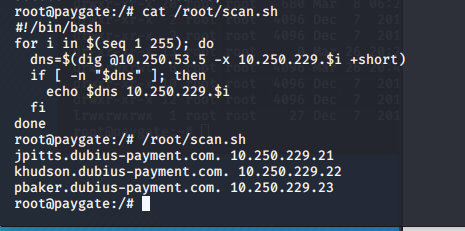 root@paygate:/# cat /root/scan.sh
#!/bin/bash
for i in $(seq 1 255); do
  dns=$(dig @10.250.53.5 -x 10.250.229.$i +short)
  if [ -n "$dns" ]; then
    echo $dns 10.250.229.$i
  fi
done
root@paygate:/# /root/scan.sh
jpitts.dubius-payment.com. 10.250.229.21
khudson.dubius-payment.com. 10.250.229.22
pbaker.dubius-payment.com. 10.250.229.23
root@paygate:/#